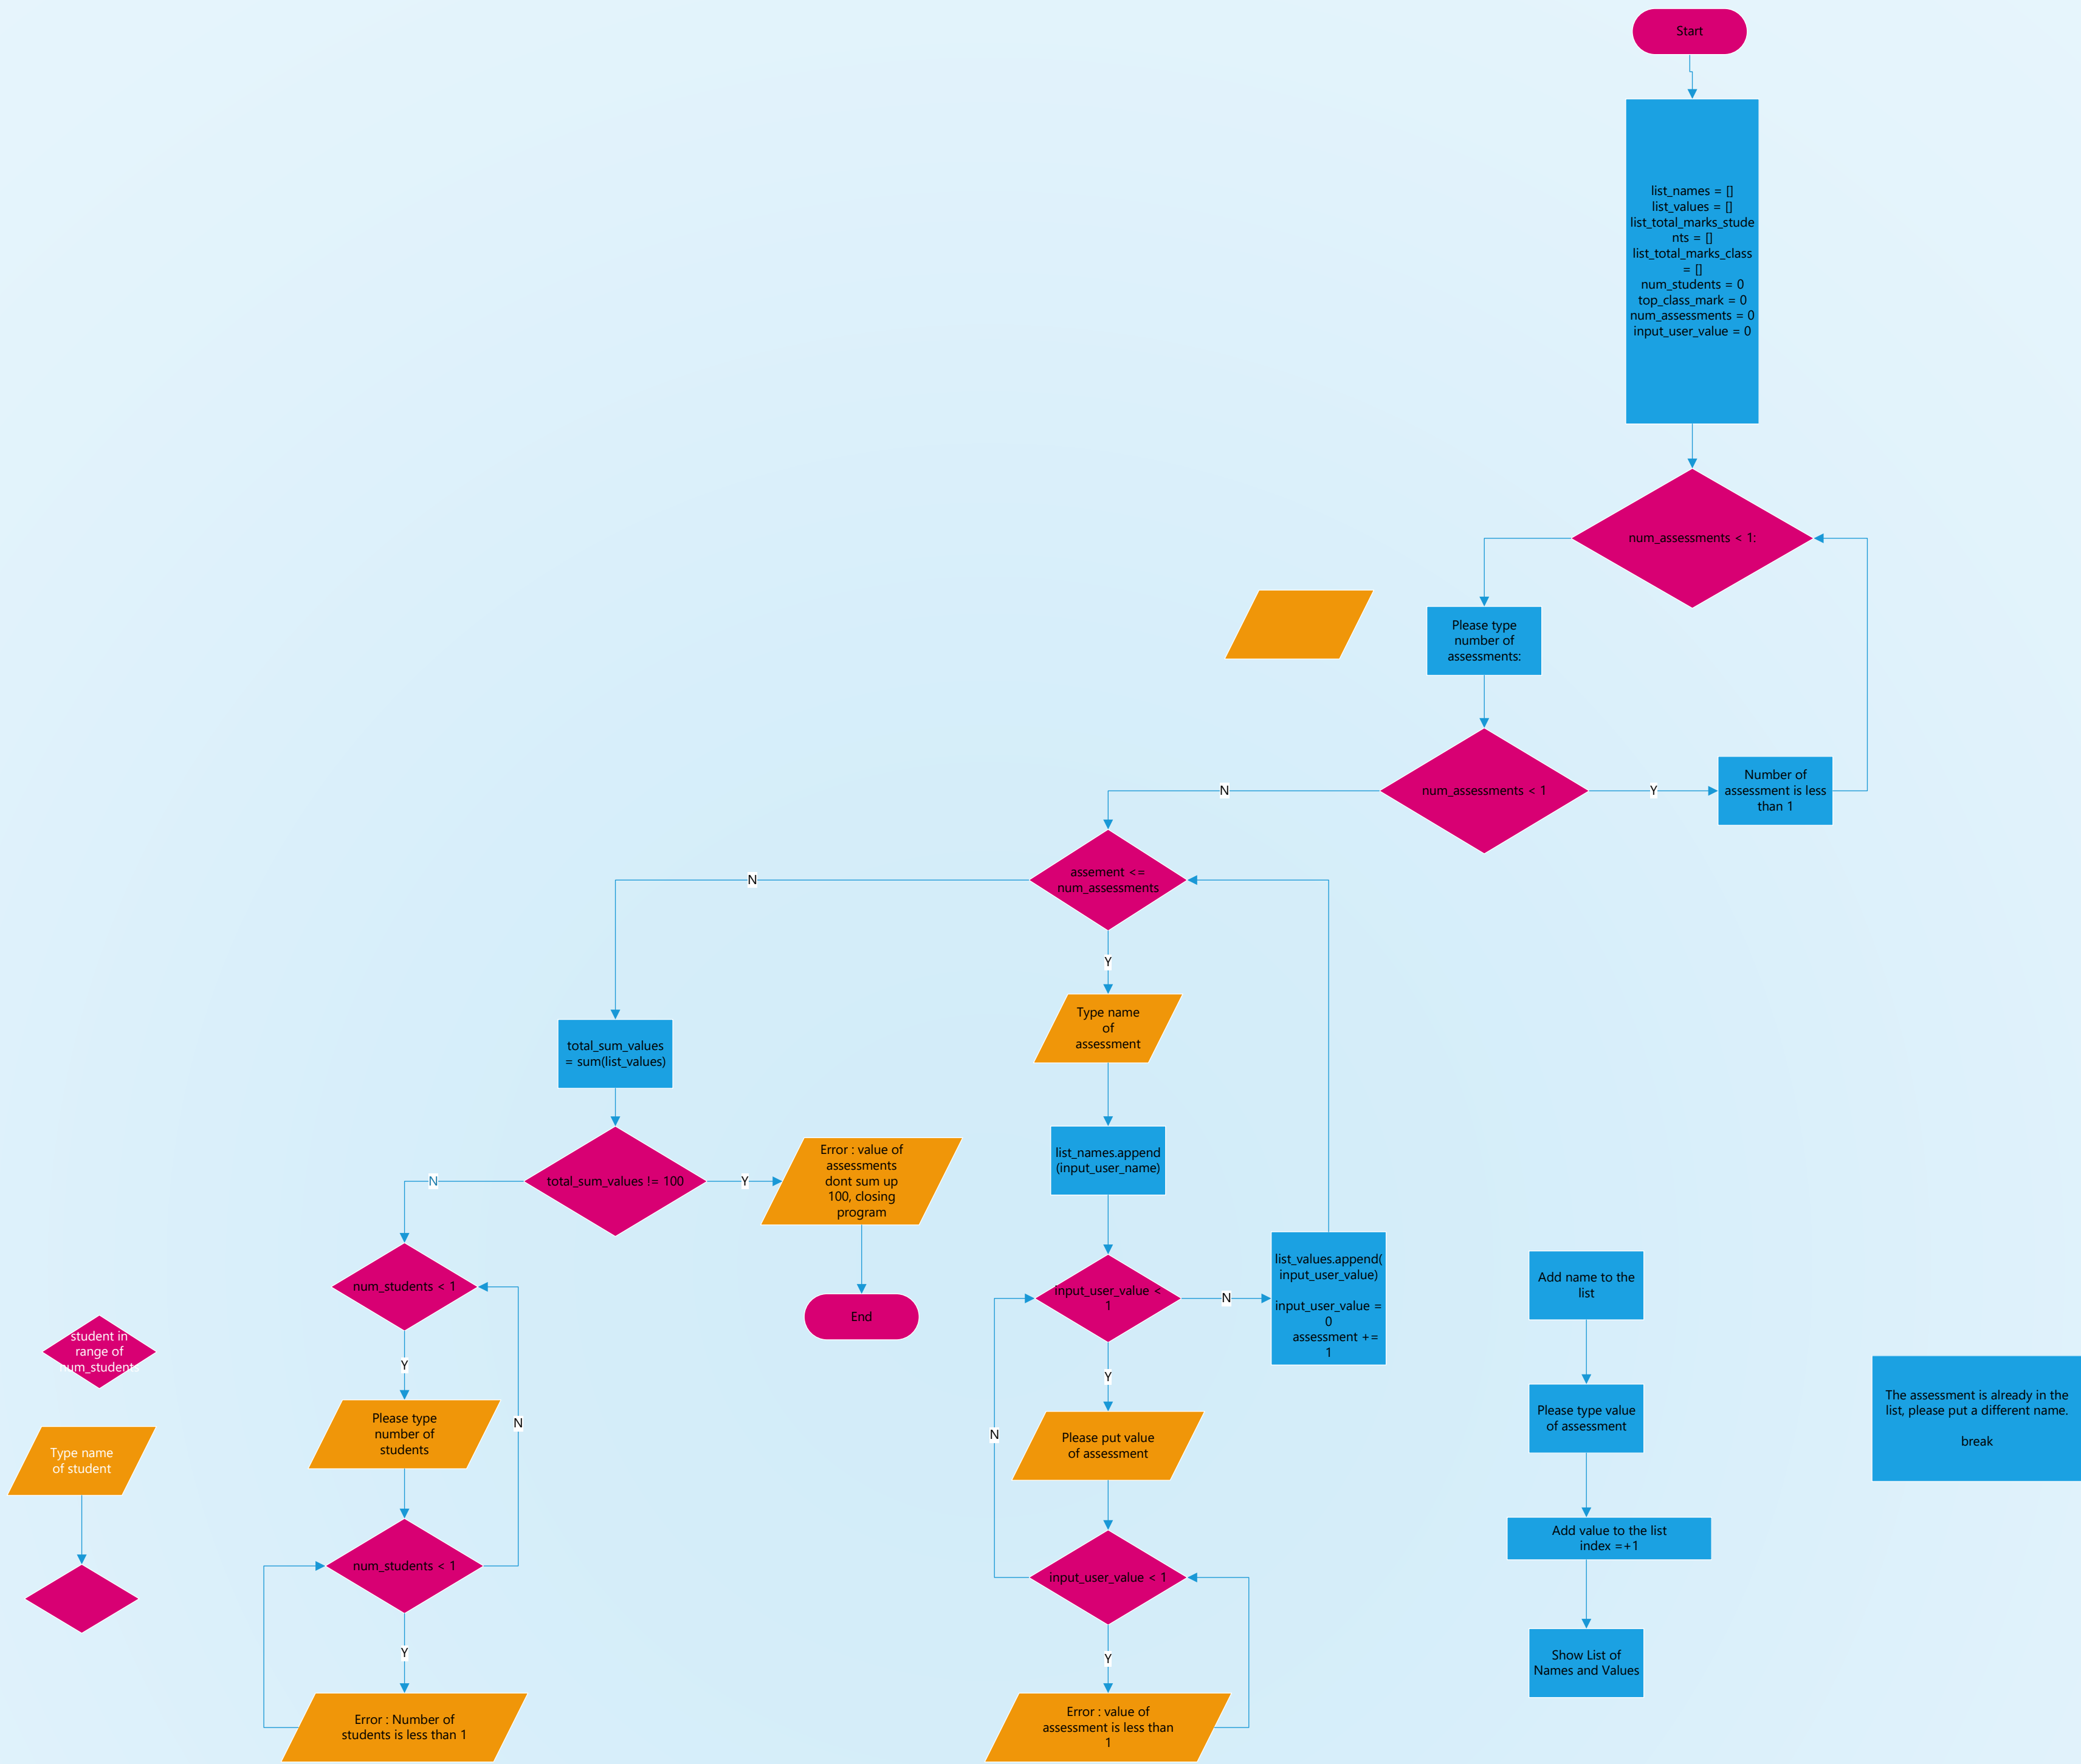 Start
list_names = []
list_values = []
list_total_marks_stude
nts = []
list_total_marks_class
= []
num_students = 0
top_class_mark = 0
num_assessments = 0
input_user_value = 0
num_assessments < 1:
Please type
number of
assessments:
num_assessments < 1
N
Y
Number of
assessment is less
than 1
assement <=
num_assessments
N
Y
Type name
of
assessment
total_sum_values
= sum(list_values)
list_names.append
(input_user_name)
total_sum_values != 100
N
Y
Error : value of
assessments
dont sum up
100, closing
program
End
input_user_value <
1
N
list_values.append(
input_user_value)
input_user_value =
0
assessment +=
1
Y
Please put value
of assessment
N
input_user_value < 1
Y
Error : value of
assessment is less than
1
num_students < 1
Y
Please type
number of
students
N
num_students < 1
Y
Error : Number of
students is less than 1
student in
range of
num_student
Type name
of student
Add name to the
list
Please type value
of assessment
Add value to the list
index =+1
Show List of
Names and Values
The assessment is already in the
list, please put a different name.
break